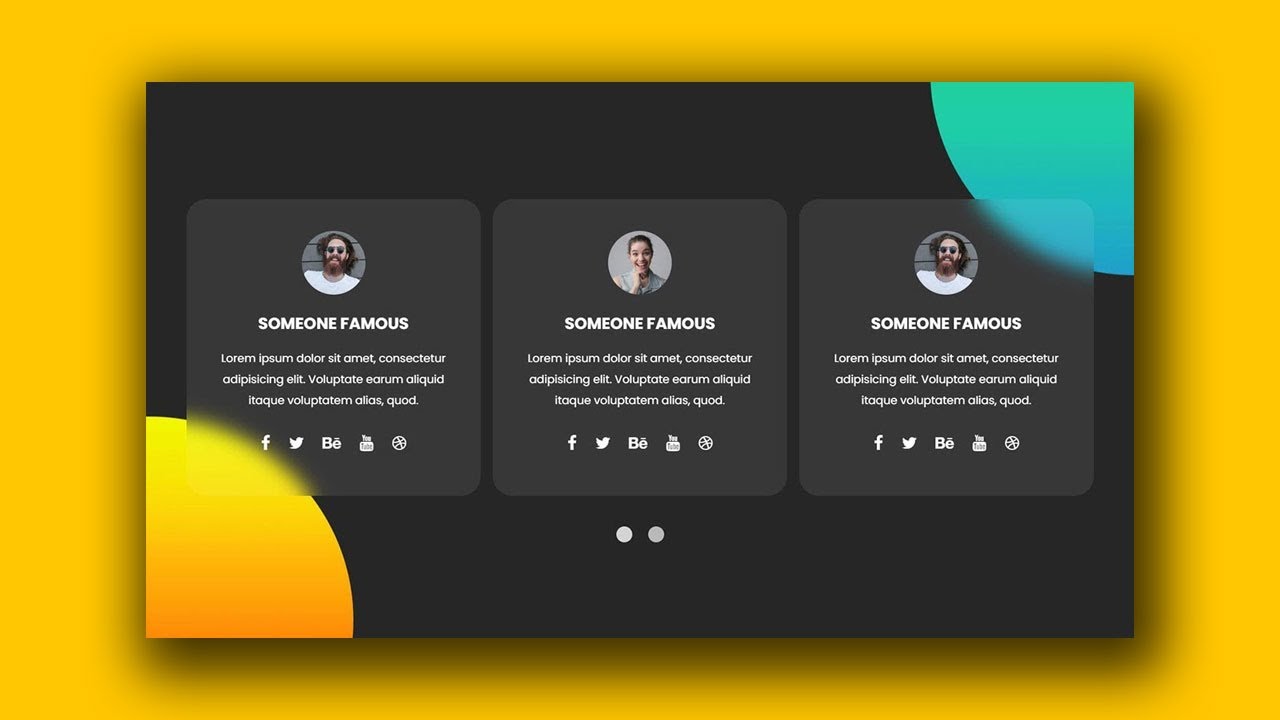 SOMEONE FAMOUS
Lorem ipsum dolor sit amet, consectetur
adipisicing elit. Voluptate earum aliquid
itaque voluptatem alias, quod.
Bē
You Tube
SOMEONE FAMOUS
Lorem ipsum dolor sit amet, consectetur
adipisicing elit. Voluptate earum aliquid
itaque voluptatem alias, quod.
Bē
You Tube
SOMEONE FAMOUS
Lorem ipsum dolor sit amet, consectetur
adipisicing elit. Voluptate earum aliquid
itaque voluptatem alias, quod.
Bē
You Tube